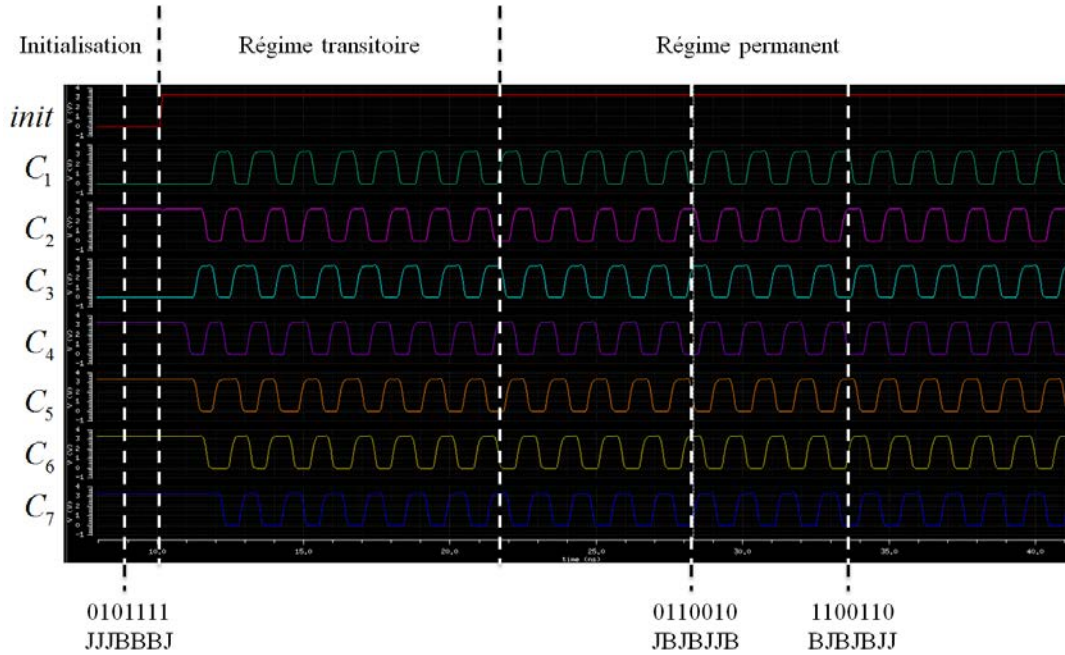 Initialisation Régime transitoire Régime permanent
init
C1
C2
C3
C4
C5
C6
C7
10.0 15.0 20.0 25.0 30.0 35.0 40.0
time (ns)
0101111 0110010 1100110
JJJBBBJ JBJBJJB BJBJBJJ